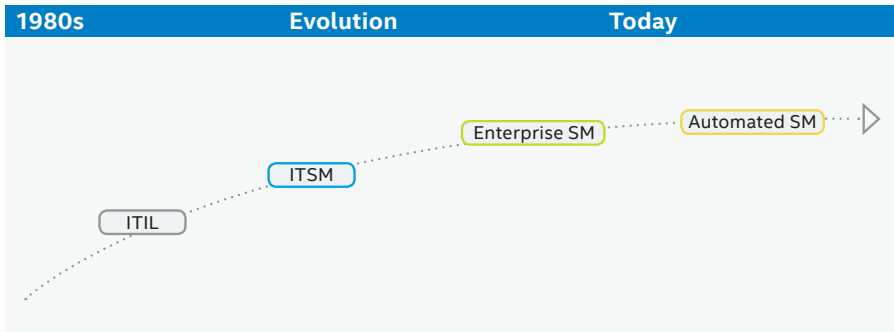 1980s Evolution Today
Automated SM
Enterprise SM
ITSM
ITIL